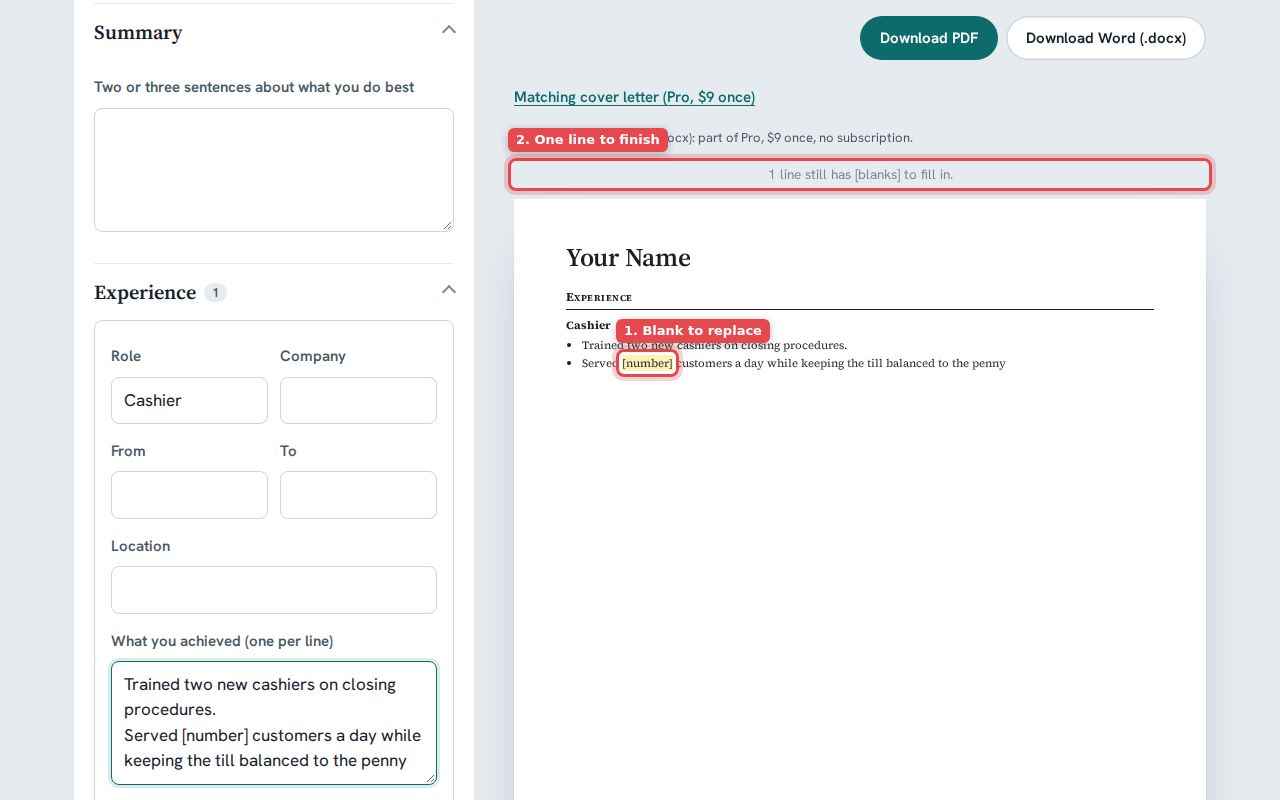 Summary
Two or three sentences about what you do best
Experience 1
Role
Company
Cashier
From
To
Location
What you achieved (one per line)
Trained two new cashiers on closing
procedures.
Served [number] customers a day while
keeping the till balanced to the penny
Download PDF
Download Word (.docx)
Matching cover letter (Pro, $9 once)
2. One line to finish
ocx): part of Pro, $9 once, no subscription.
1 line still has [blanks] to fill in.
Your Name
Experience
Cashier
1. Blank to replace
Trained two new cashiers on closing procedures.
Served [number] customers a day while keeping the till balanced to the penny